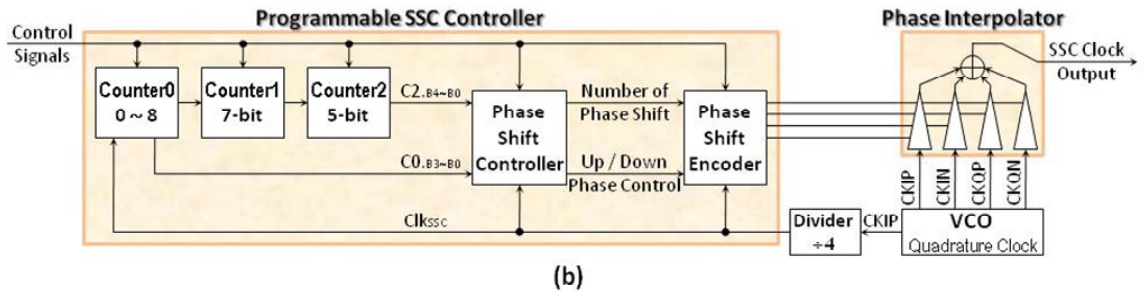 Programmable SSC Controller
Phase Interpolator
Control
Signals
Counter0
0 ~ 8
Counter1
7-bit
Counter2
5-bit
C2.B4~B0
C0.B3~B0
Phase
Shift
Controller
Number of
Phase Shift
Up / Down
Phase Control
Phase
Shift
Encoder
SSC Clock
Output
CKIP
CKIN
CKQP
CKQN
Clkssc
Divider
÷4
CKIP
VCO
Quadrature Clock
(b)